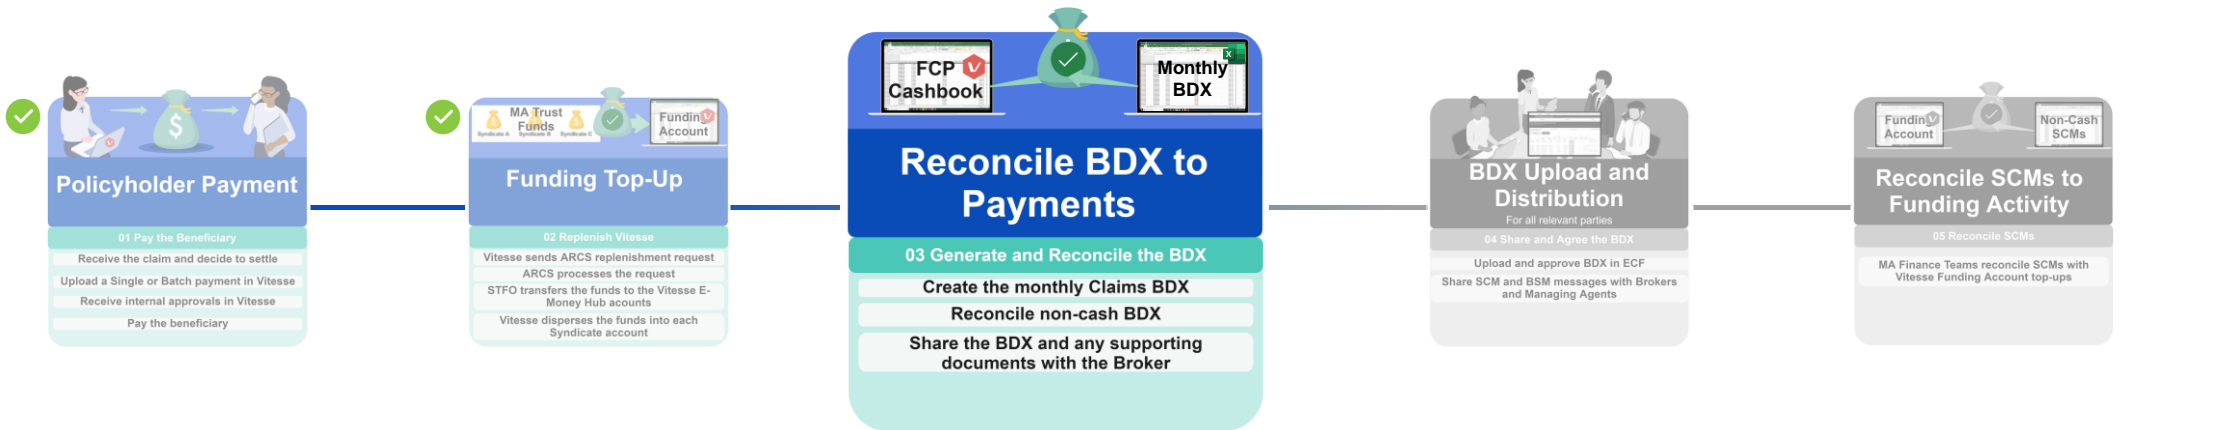 Policyholder Payment
01 Pay the Beneficiary
Receive the claim and decide to settle
Upload a Single or Batch payment in Vitesse
Receive internal approvals in Vitesse
Pay the beneficiary
MA Trust
Funds
Syndicate A
Syndicate B
Syndicate C
Funding
Account
Funding Top-Up
02 Replenish Vitesse
Vitesse sends ARCS replenishment request
ARCS processes the request
STFO transfers the funds to the Vitesse E-
Money Hub acounts
Vitesse disperses the funds into each
Syndicate account
FCP
Cashbook
Monthly
BDX
Reconcile BDX to
Payments
03 Generate and Reconcile the BDX
Create the monthly Claims BDX
Reconcile non-cash BDX
Share the BDX and any supporting
documents with the Broker
BDX Upload and
Distribution
For all relevant parties
04 Share and Agree the BDX
Upload and approve BDX in ECF
Share SCM and BSM messages with Brokers
and Managing Agents
Funding
Account
Non-Cash
SCMs
Reconcile SCMs to
Funding Activity
05 Reconcile SCMs
MA Finance Teams reconcile SCMs with
Vitesse Funding Account top-ups